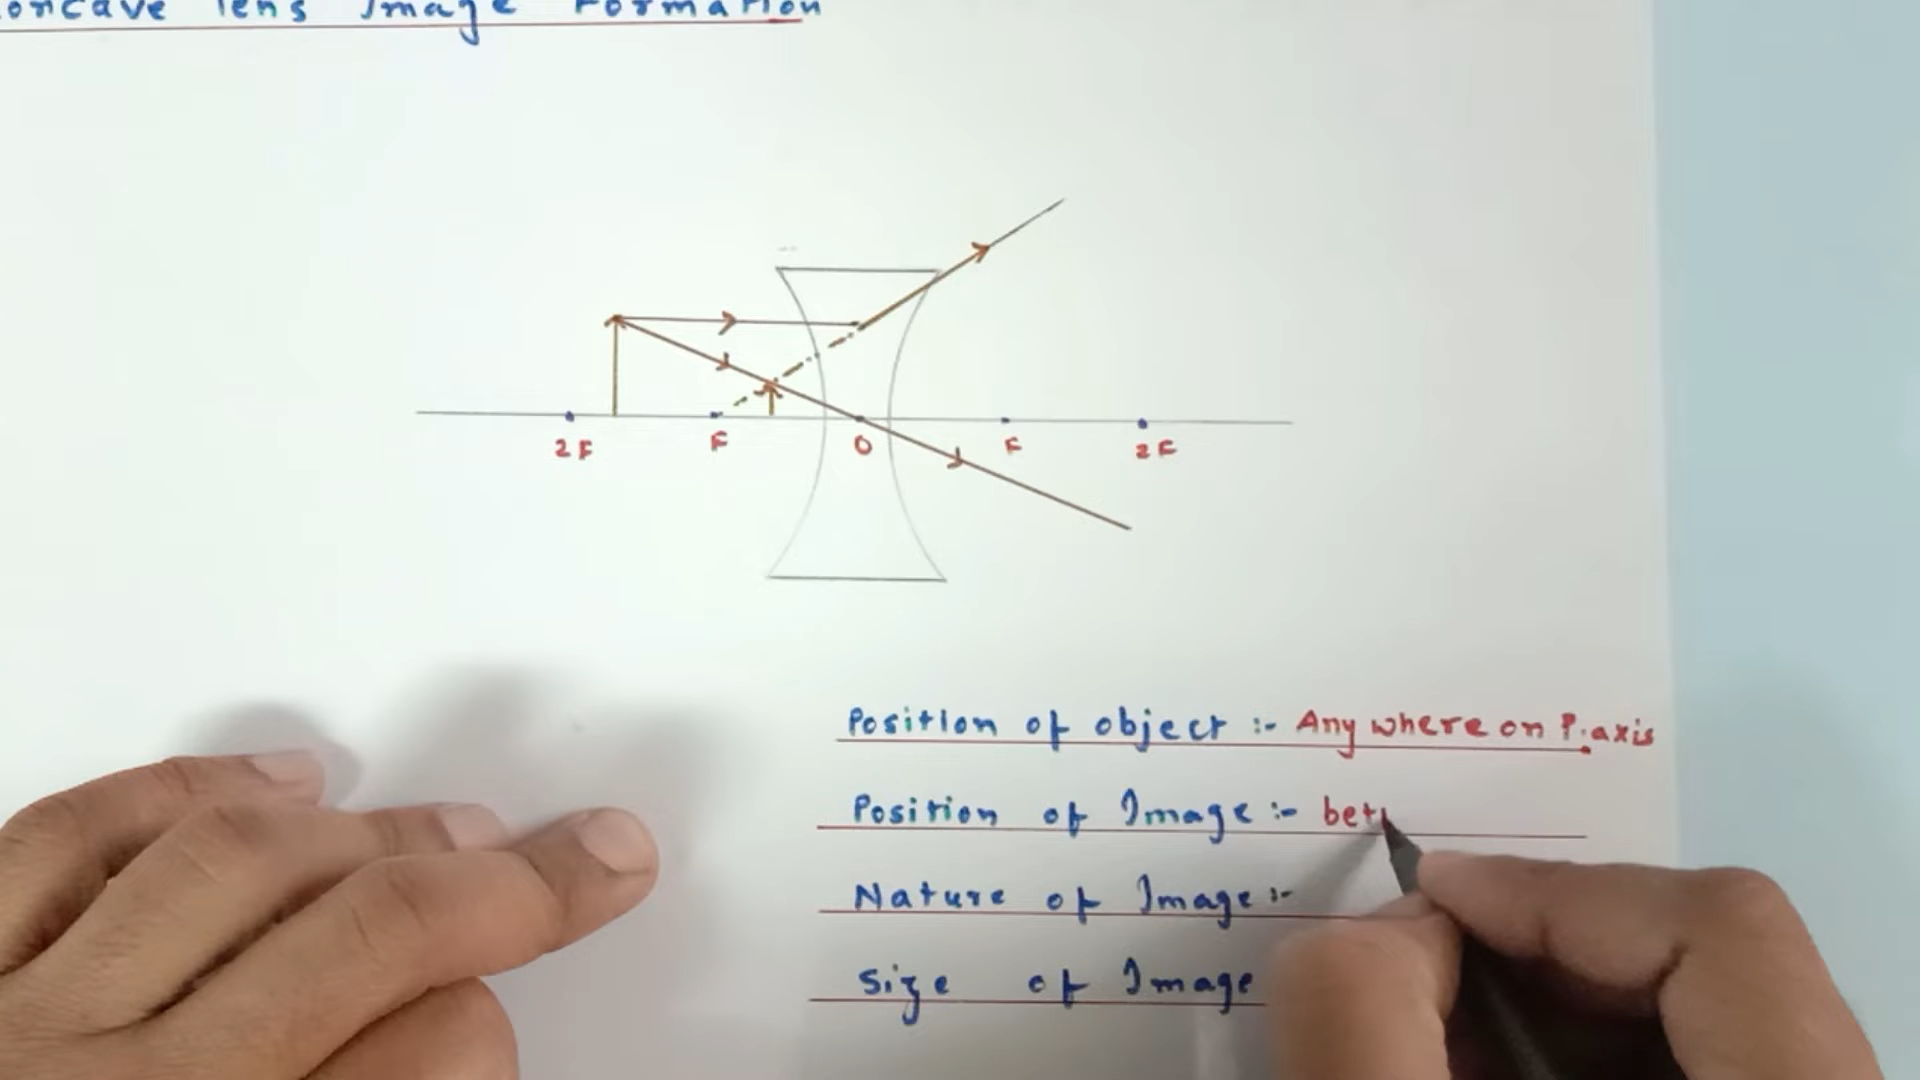 concave lens Image Formation
2F F O F 2F
Position of object :- Any where on P.axis
Position of Image :- bet
Nature of Image :-
Size of Image